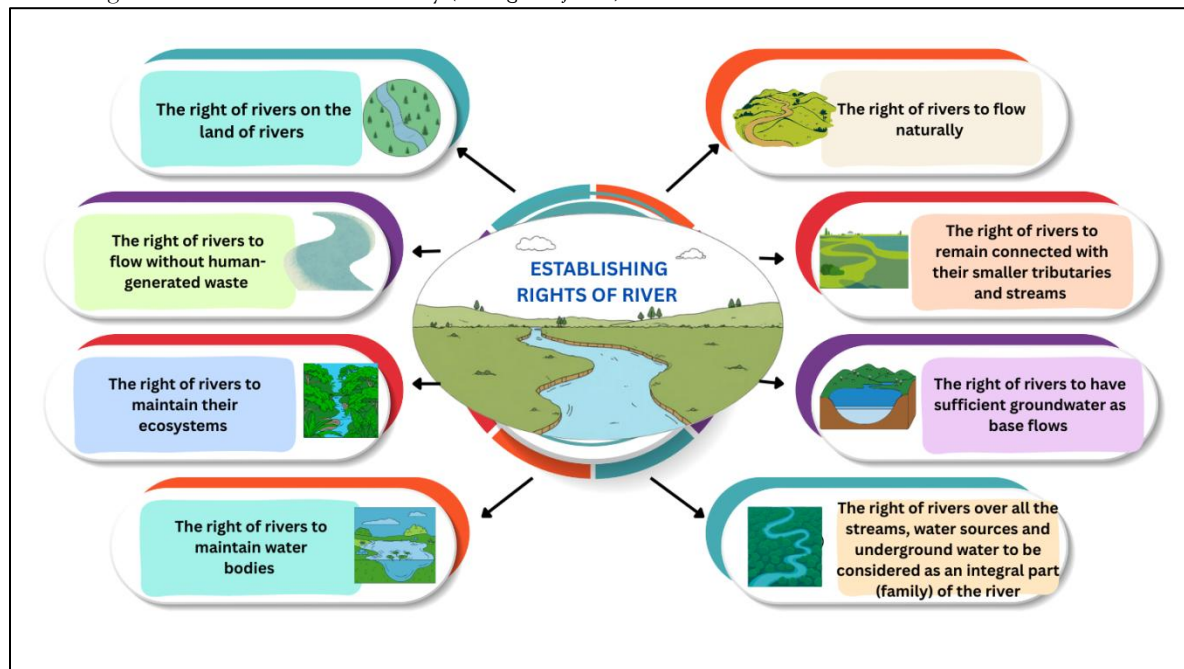 The right of rivers on the
land of rivers
The right of rivers to flow
naturally
The right of rivers to
flow without human-
generated waste
ESTABLISHING
RIGHTS OF RIVER
The right of rivers to
remain connected with
their smaller tributaries
and streams
The right of rivers to
maintain their
ecosystems
The right of rivers to have
sufficient groundwater as
base flows
The right of rivers to
maintain water
bodies
The right of rivers over all the
streams, water sources and
underground water to be
considered as an integral part
(family) of the river